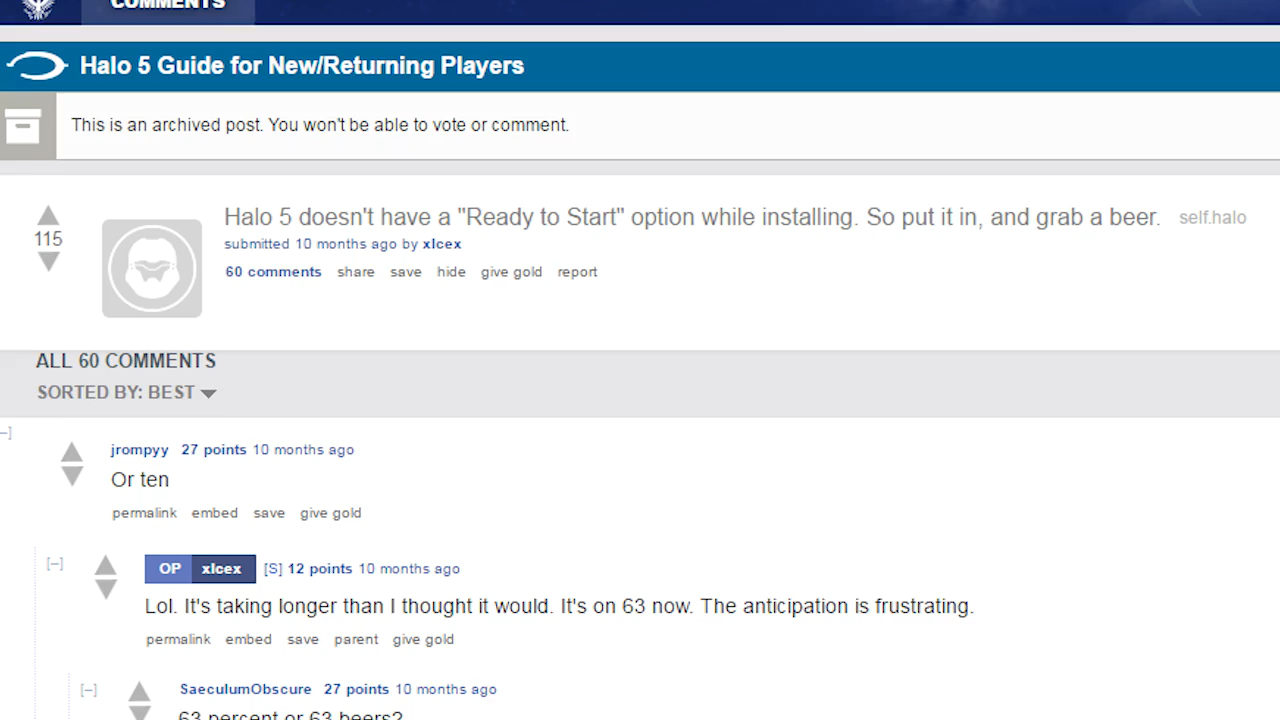 COMMENTS
Halo 5 Guide for New/Returning Players
This is an archived post. You won't be able to vote or comment.
Halo 5 doesn't have a "Ready to Start" option while installing. So put it in, and grab a beer. self.halo
115
submitted 10 months ago by xlcex
60 comments share save hide give gold report
ALL 60 COMMENTS
SORTED BY: BEST
[–]
jrompyy 27 points 10 months ago
Or ten
permalink embed save give gold
[–] OP xlcex [S] 12 points 10 months ago
Lol. It's taking longer than I thought it would. It's on 63 now. The anticipation is frustrating.
permalink embed save parent give gold
[–] SaeculumObscure 27 points 10 months ago
63 percent or 63 beers?